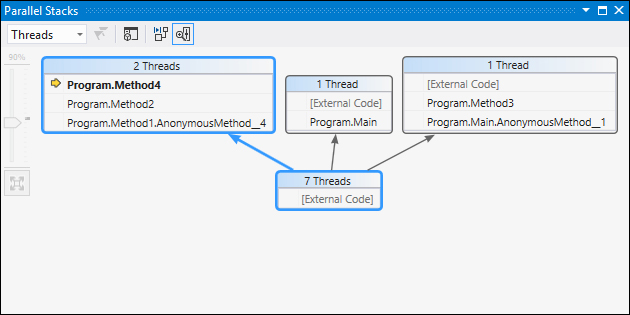 Parallel Stacks
Threads
90%
2 Threads
Program.Method4
Program.Method2
Program.Method1.AnonymousMethod__4
1 Thread
[External Code]
Program.Main
1 Thread
[External Code]
Program.Method3
Program.Main.AnonymousMethod__1
7 Threads
[External Code]